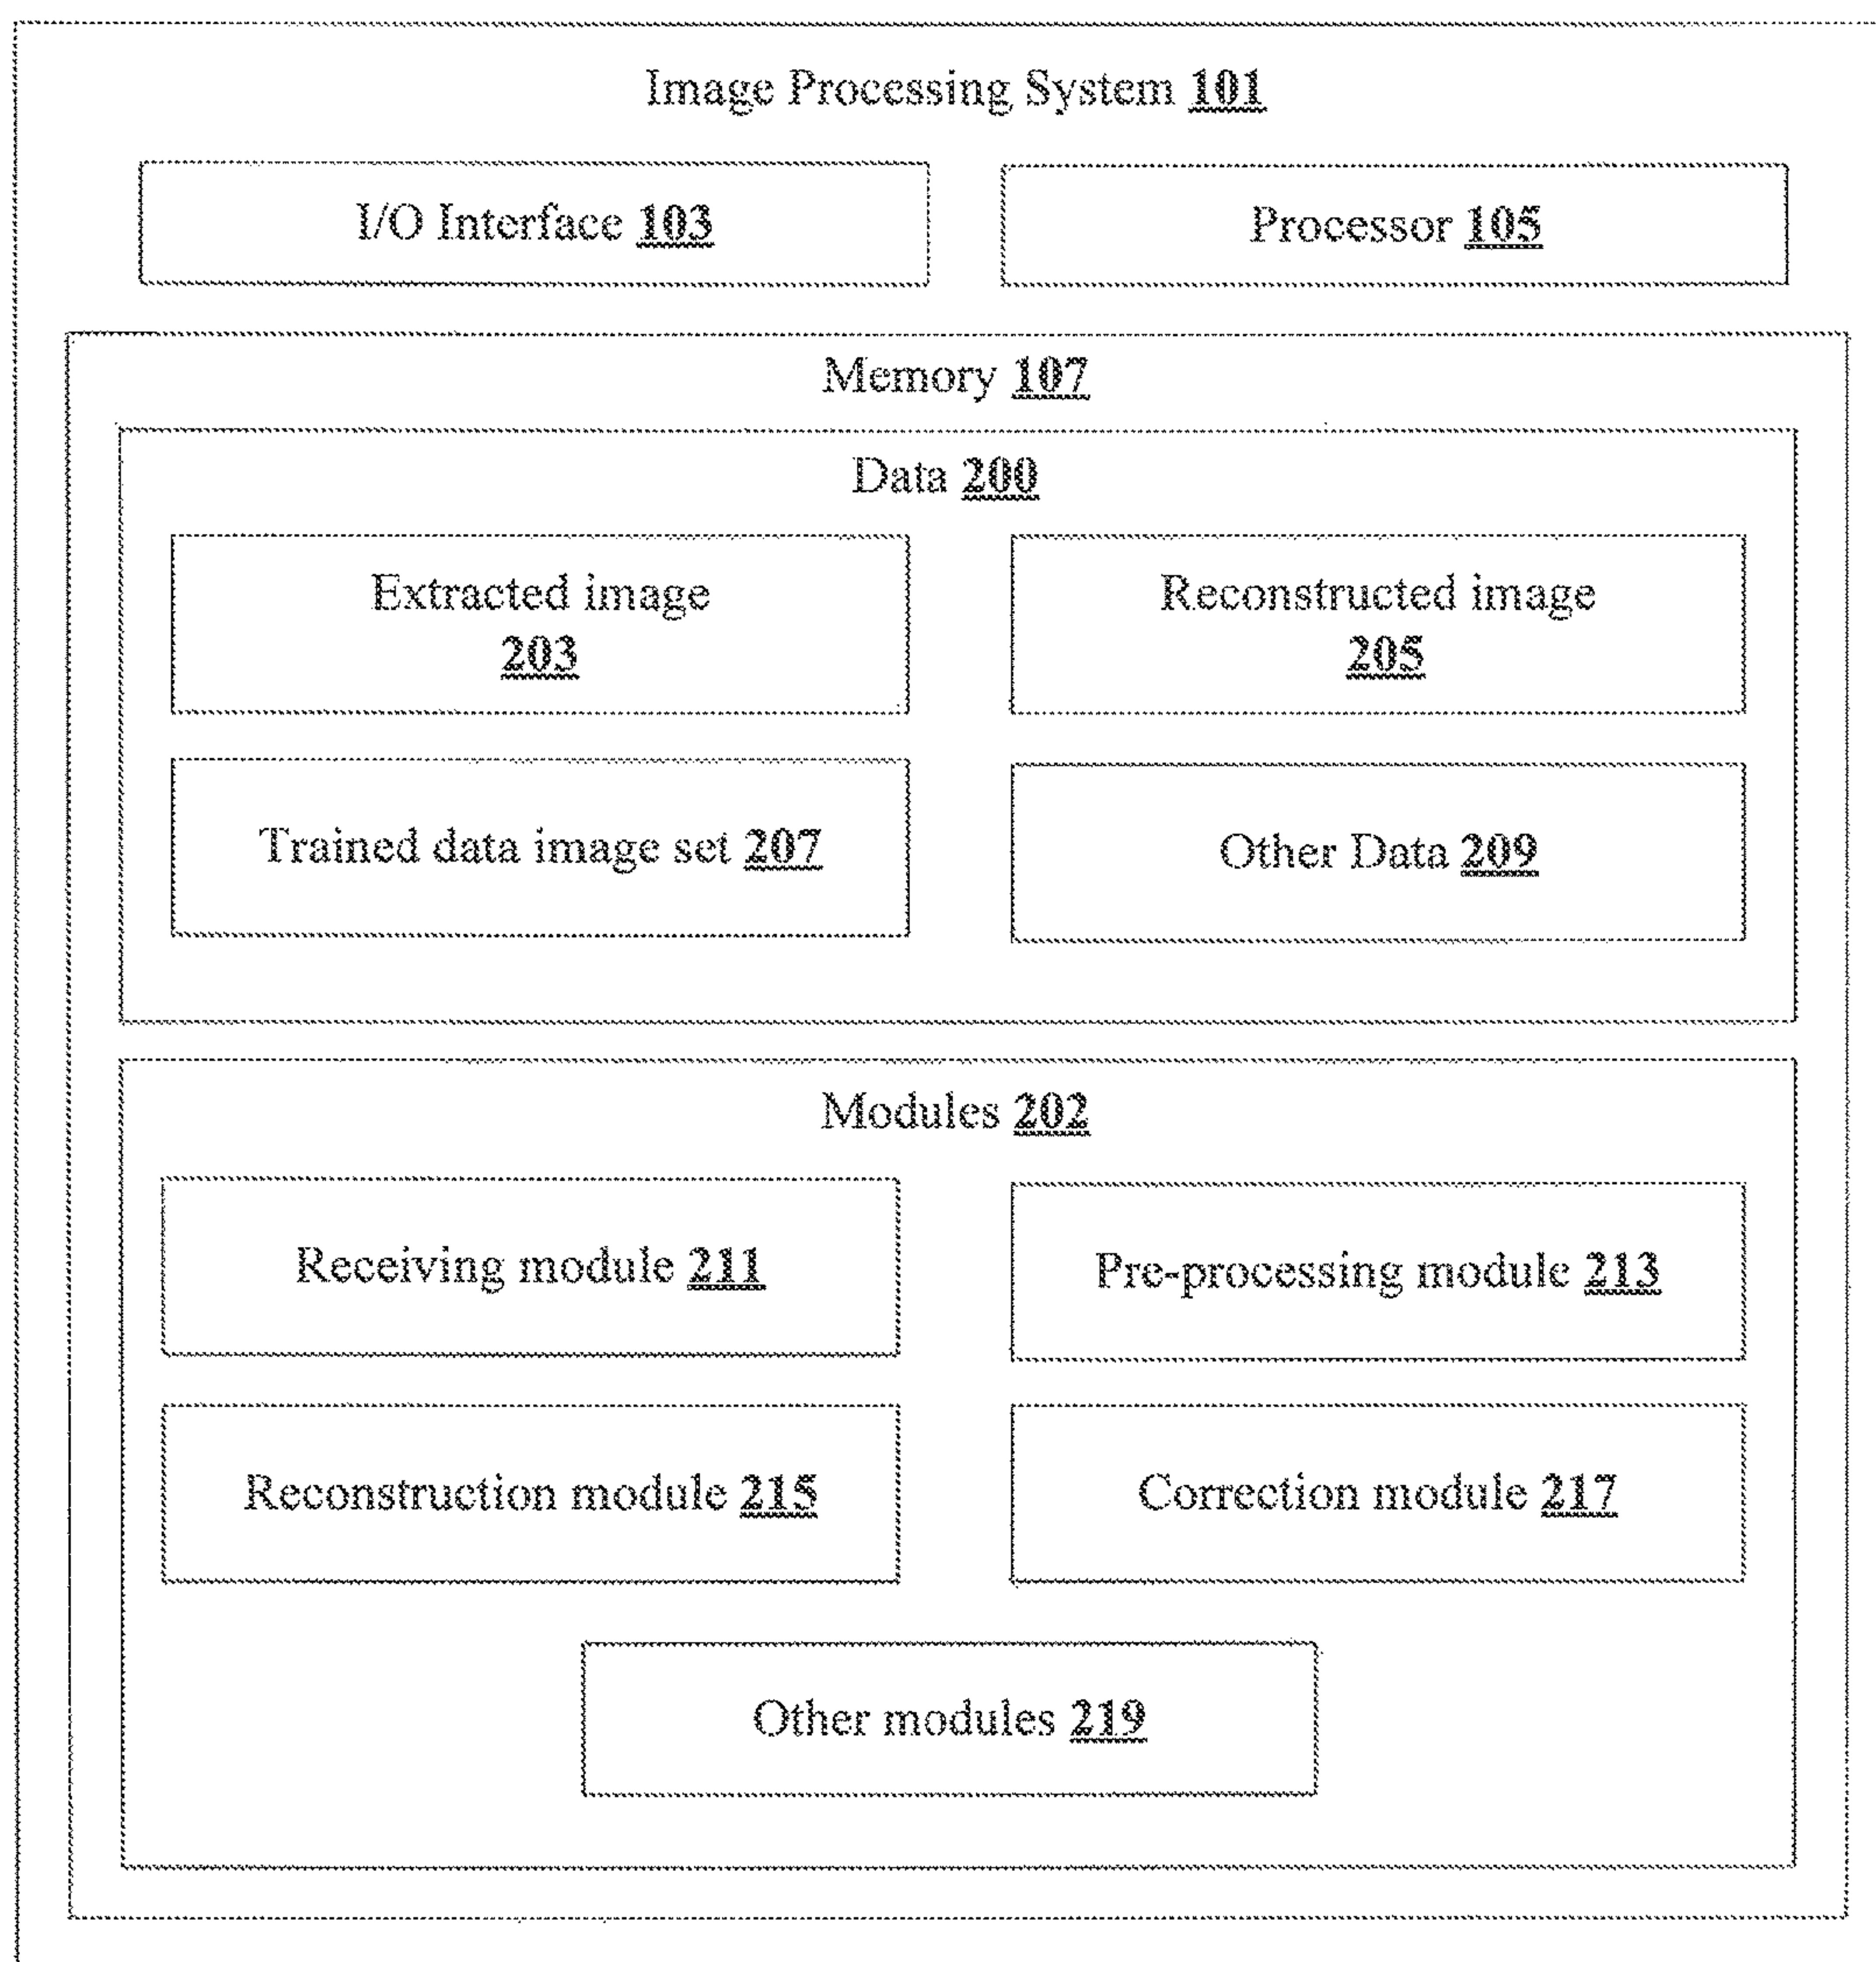 Image Processing System 101
I/O Interface 103
Processor 105
Memory 107
Data 200
Extracted image
203
Reconstructed image
205
Trained data image set 207
Other Data 209
Modules 202
Receiving module 211
Pre-processing module 213
Reconstruction module 215
Correction module 217
Other modules 219